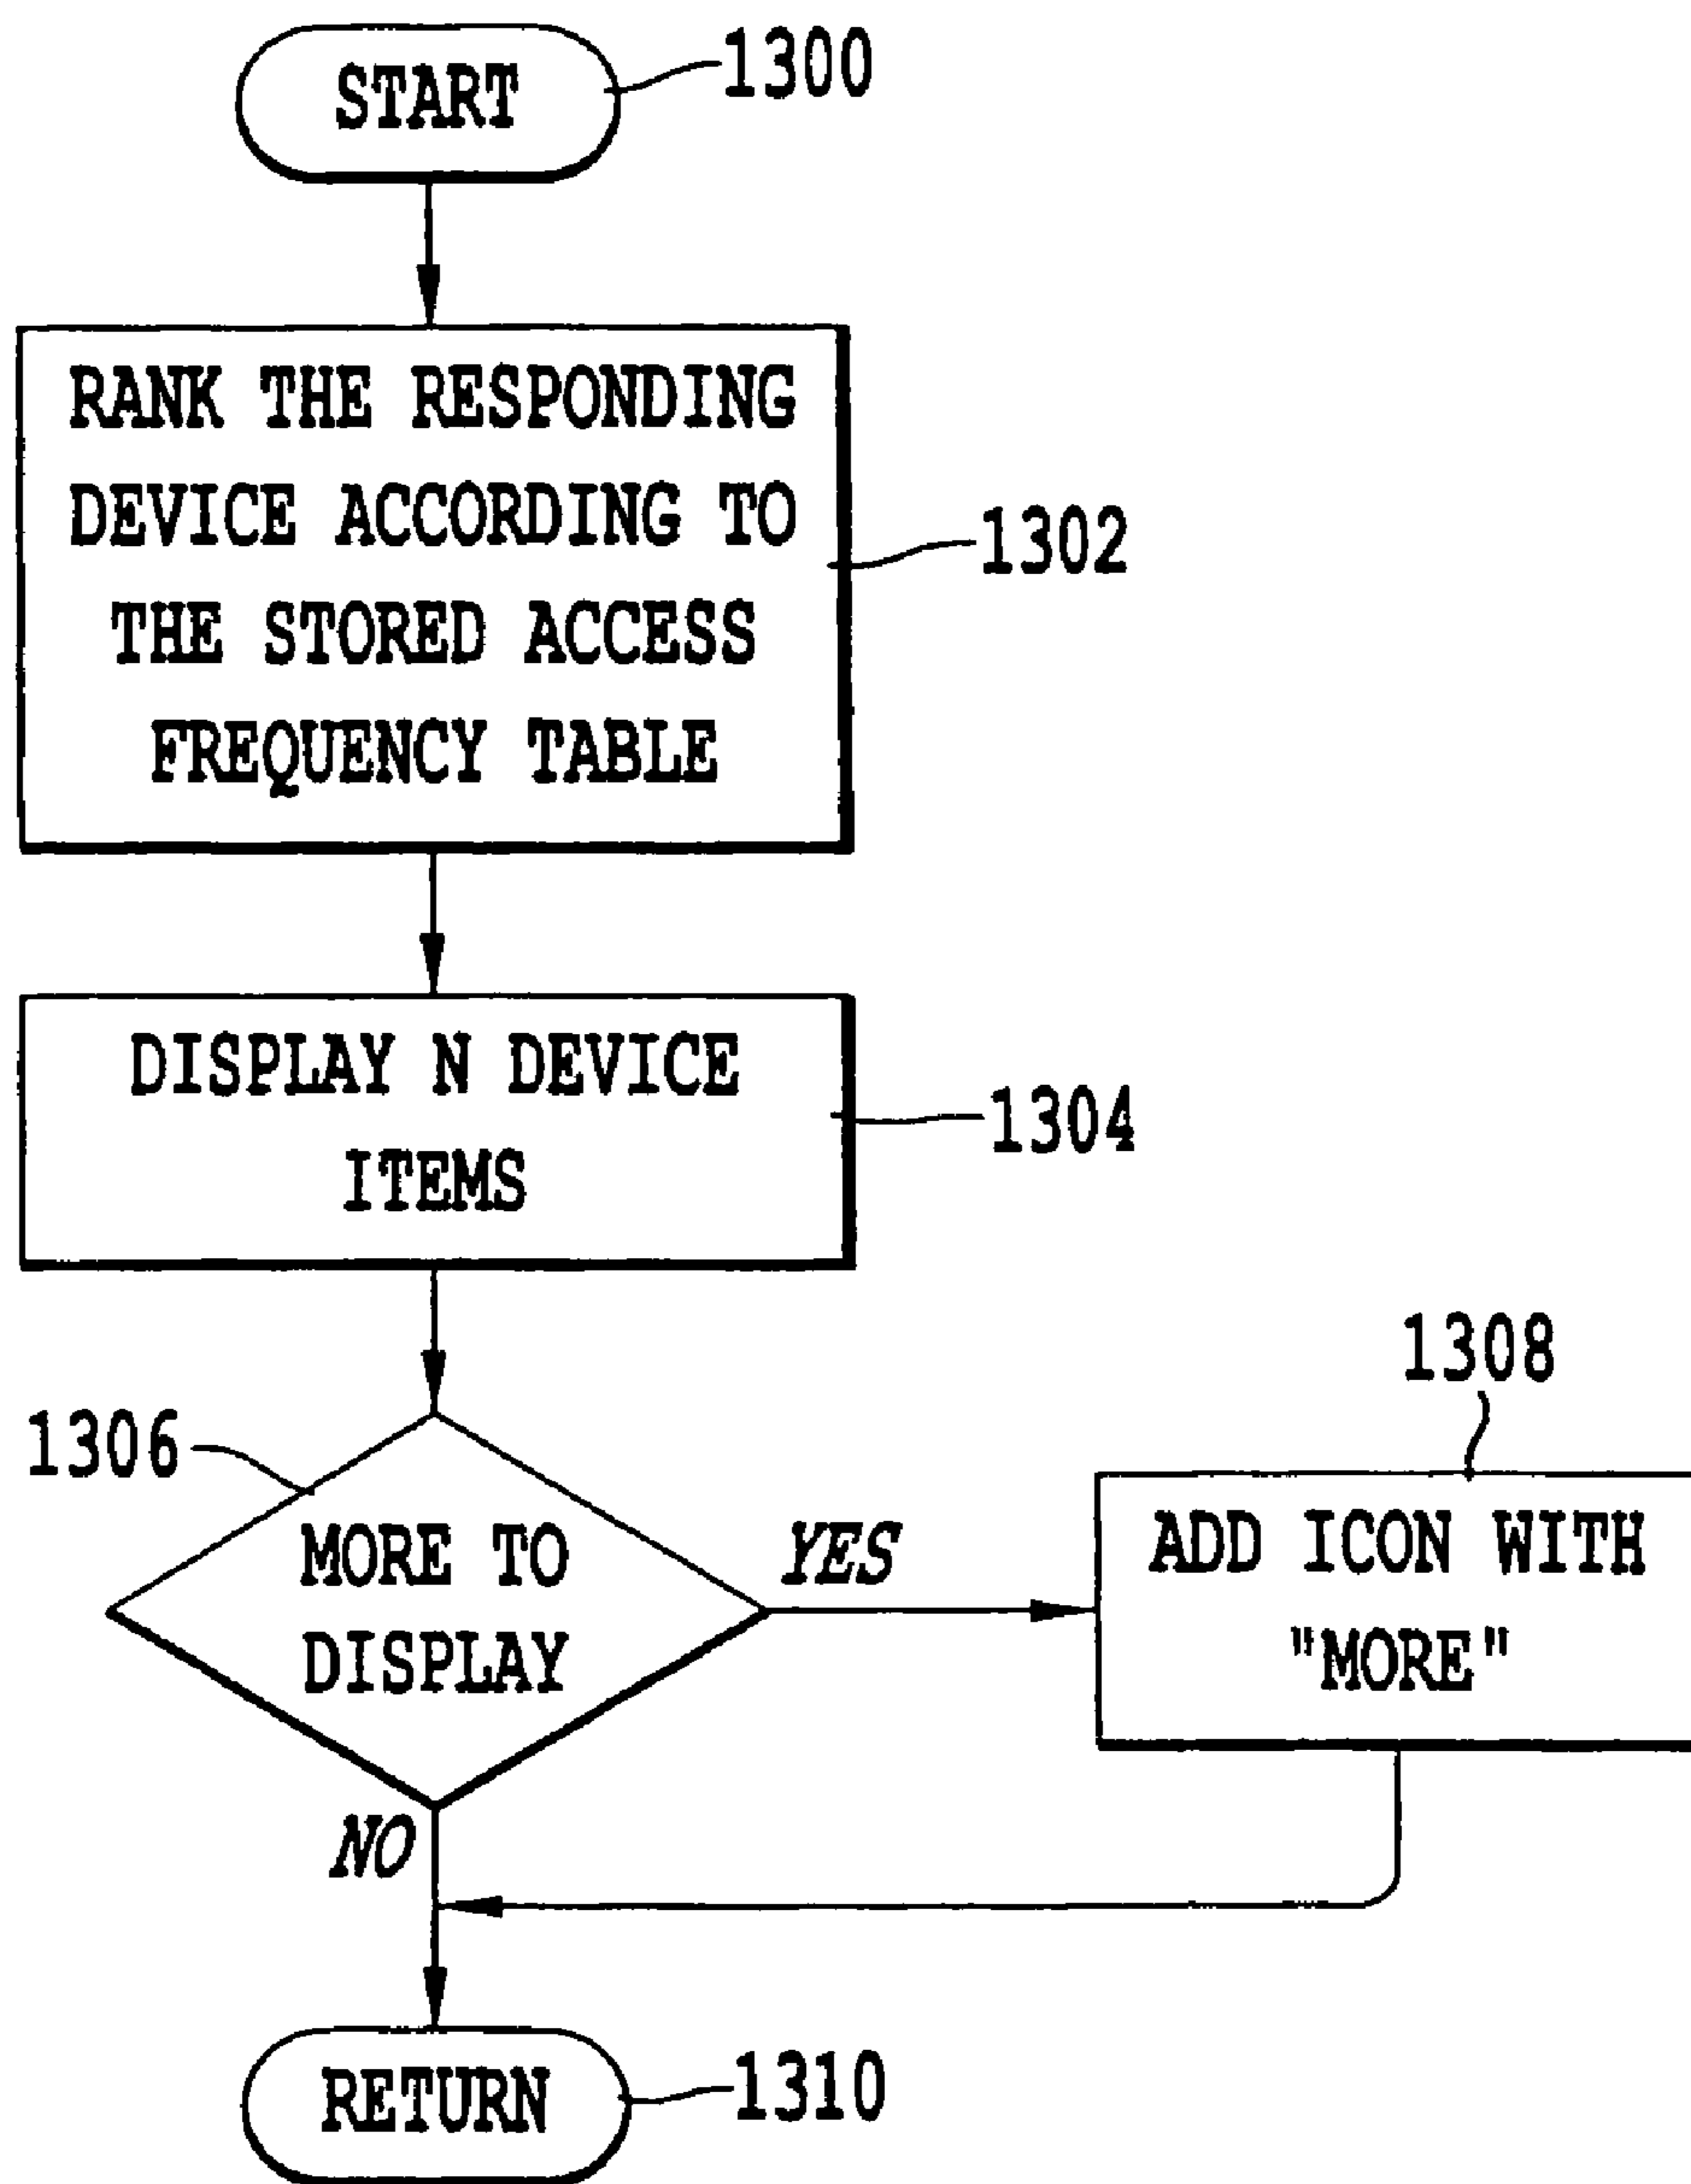 START
1300
RANK THE RESPONDING
DEVICE ACCORDING TO
THE STORED ACCESS
FREQUENCY TABLE
1302
DISPLAY N DEVICE
ITEMS
1304
1306
MORE TO
DISPLAY
YES
NO
1308
ADD ICON WITH
"MORE"
RETURN
1310